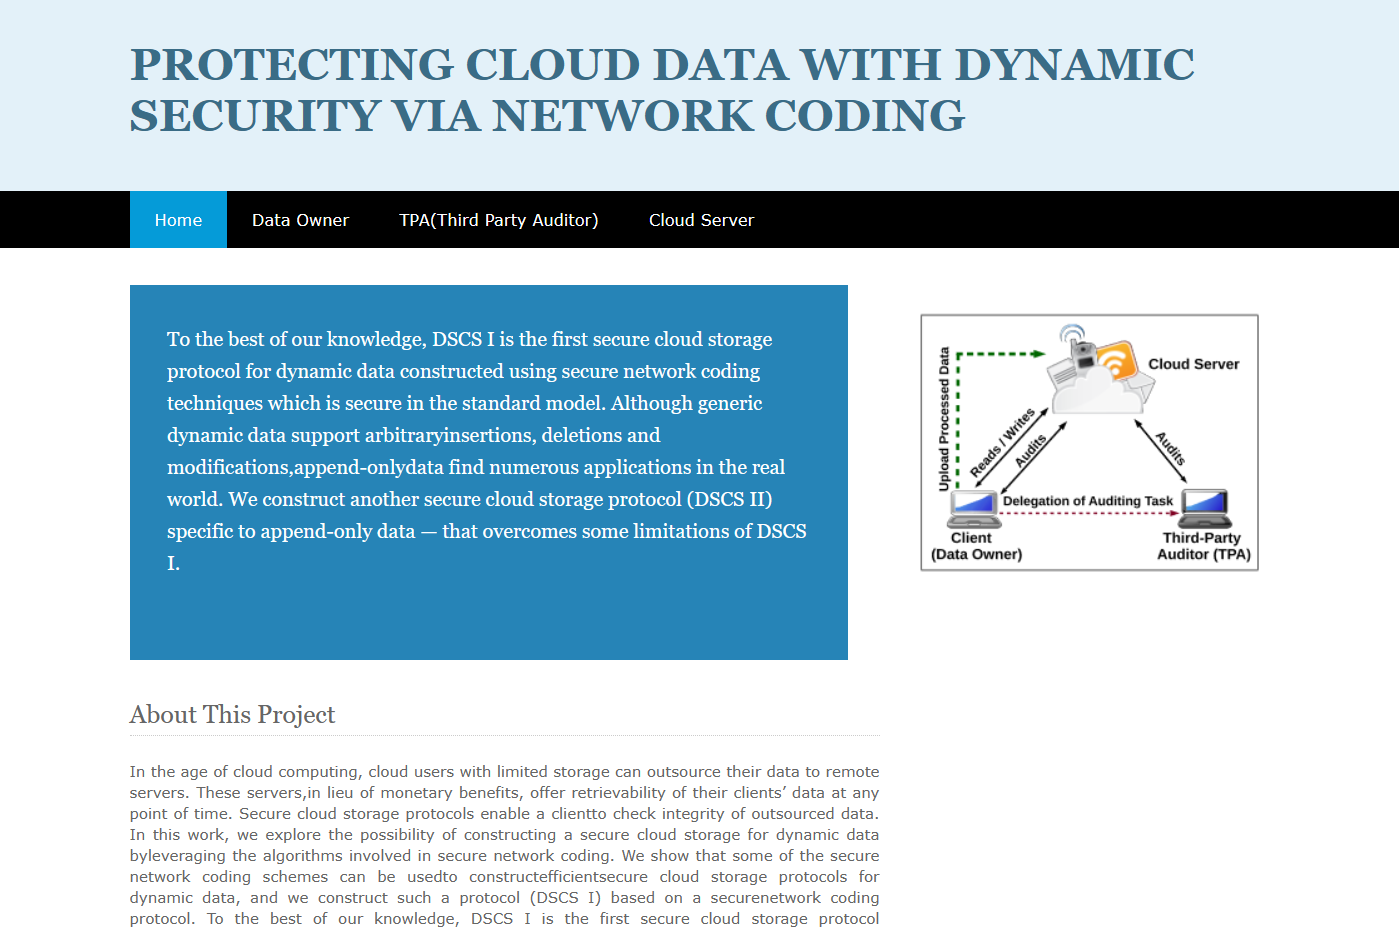 PROTECTING CLOUD DATA WITH DYNAMIC
SECURITY VIA NETWORK CODING
Home
Data Owner
TPA(Third Party Auditor)
Cloud Server
To the best of our knowledge, DSCS I is the first secure cloud storage
protocol for dynamic data constructed using secure network coding
techniques which is secure in the standard model. Although generic
dynamic data support arbitraryinsertions, deletions and
modifications,append-onlydata find numerous applications in the real
world. We construct another secure cloud storage protocol (DSCS II)
specific to append-only data — that overcomes some limitations of DSCS
I.
Upload Processed Data
Cloud Server
Reads / Writes
Audits
Audits
Delegation of Auditing Task
Client
(Data Owner)
Third-Party
Auditor (TPA)
About This Project
In the age of cloud computing, cloud users with limited storage can outsource their data to remote
servers. These servers,in lieu of monetary benefits, offer retrievability of their clients’ data at any
point of time. Secure cloud storage protocols enable a clientto check integrity of outsourced data.
In this work, we explore the possibility of constructing a secure cloud storage for dynamic data
byleveraging the algorithms involved in secure network coding. We show that some of the secure
network coding schemes can be usedto constructefficientsecure cloud storage protocols for
dynamic data, and we construct such a protocol (DSCS I) based on a securenetwork coding
protocol. To the best of our knowledge, DSCS I is the first secure cloud storage protocol